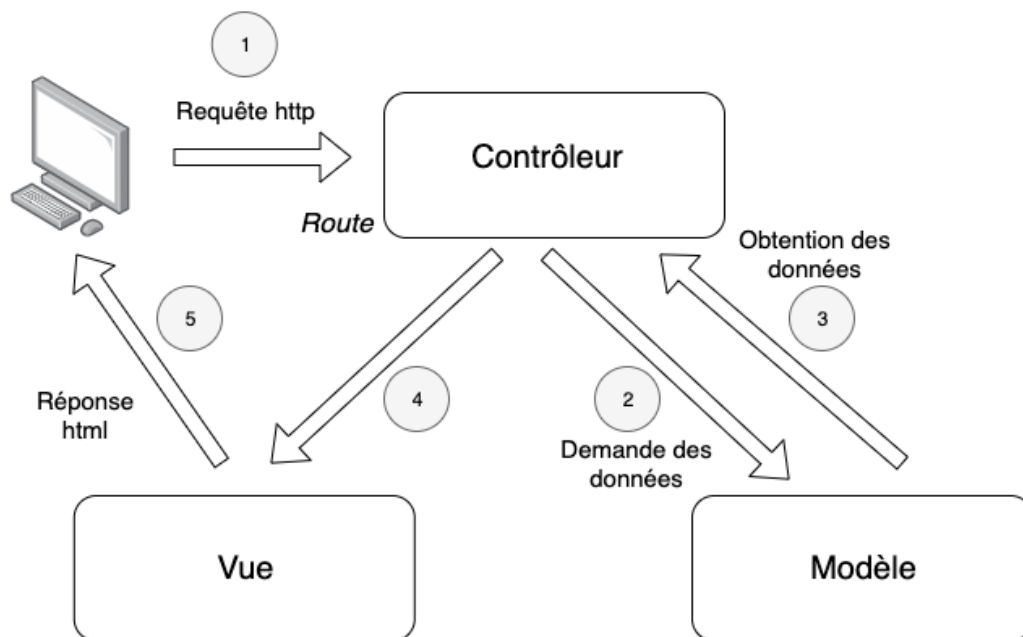 1
Requête http
Contrôleur
Route
Obtention des
données
3
5
4
2
Réponse
html
Demande des
données
Vue
Modèle